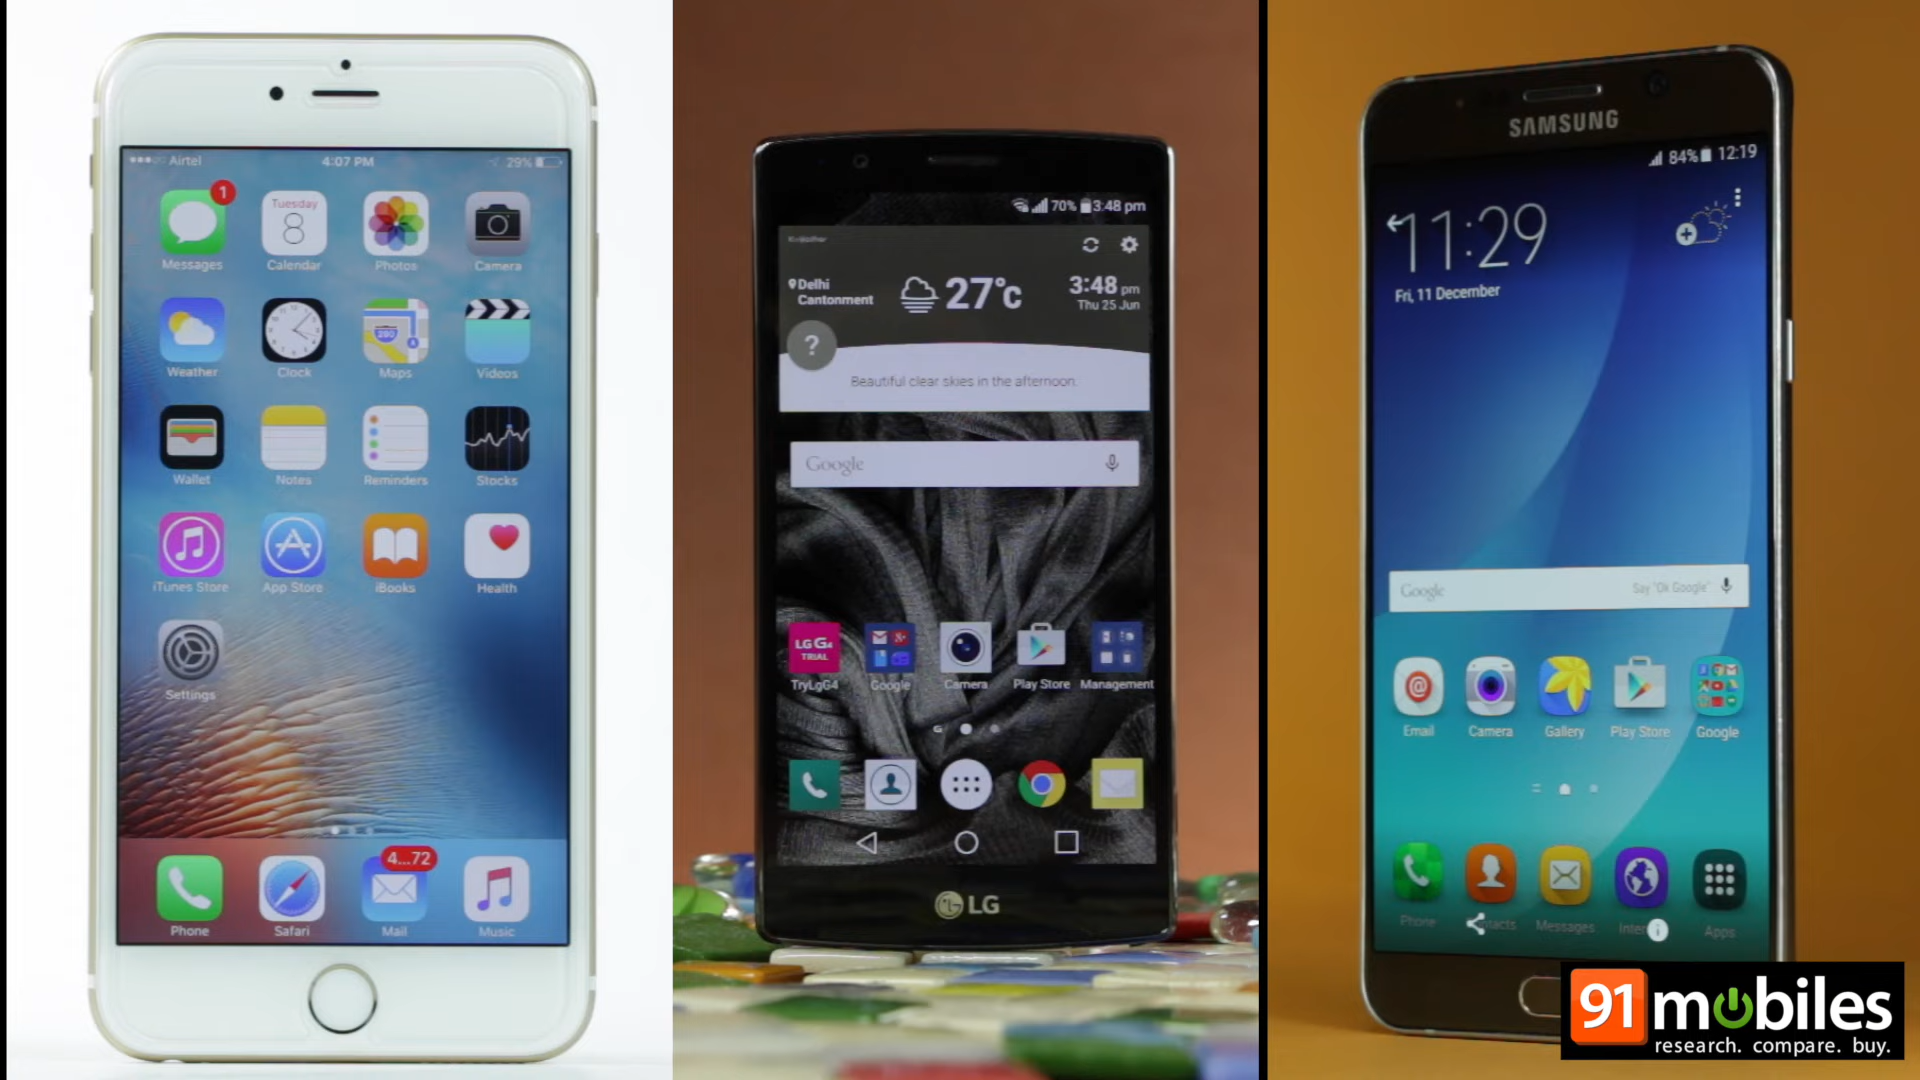 Airtel 4:07 PM 29%
1
Tuesday
8
Messages Calendar Photos Camera
280
Weather Clock Maps Videos
Wallet Notes Reminders Stocks
iTunes Store App Store iBooks Health
Settings
4...72
Phone Safari Mail Music
70% 3:48 pm
Delhi
Cantonment
27°c
3:48 pm
Thu 25 Jun
?
Beautiful clear skies in the afternoon.
Google
LG G4
TRIAL
TryLgG4 Google Camera Play Store Management
G
LG
SAMSUNG
84% 12:19
11:29
Fri, 11 December
Google Say "Ok Google"
@
Email Camera Gallery Play Store Google
Phone Messages Apps
91mobiles
research. compare. buy.